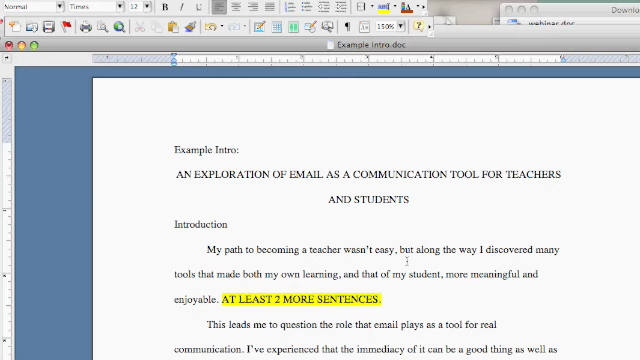 Normal
Times
12
B I U
Downlo
webinar.doc
150%
Example Intro.doc
Example Intro:
AN EXPLORATION OF EMAIL AS A COMMUNICATION TOOL FOR TEACHERS
AND STUDENTS
Introduction
My path to becoming a teacher wasn't easy, but along the way I discovered many
tools that made both my own learning, and that of my student, more meaningful and
enjoyable. AT LEAST 2 MORE SENTENCES.
This leads me to question the role that email plays as a tool for real
communication. I've experienced that the immediacy of it can be a good thing as well as